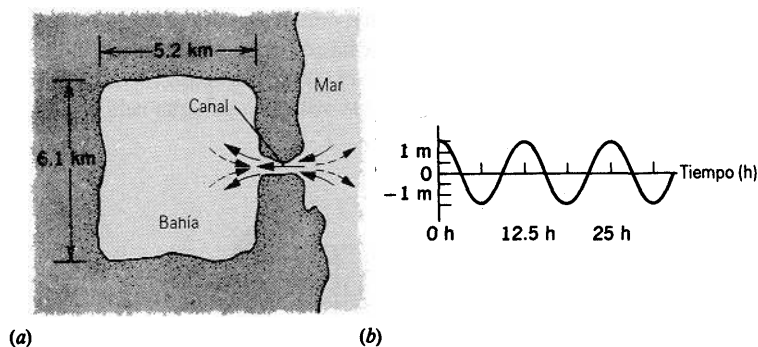 5.2 km
Mar
Canal
6.1 km
Bahía
(a)
1 m
0
−1 m
Tiempo (h)
0 h
12.5 h
25 h
(b)